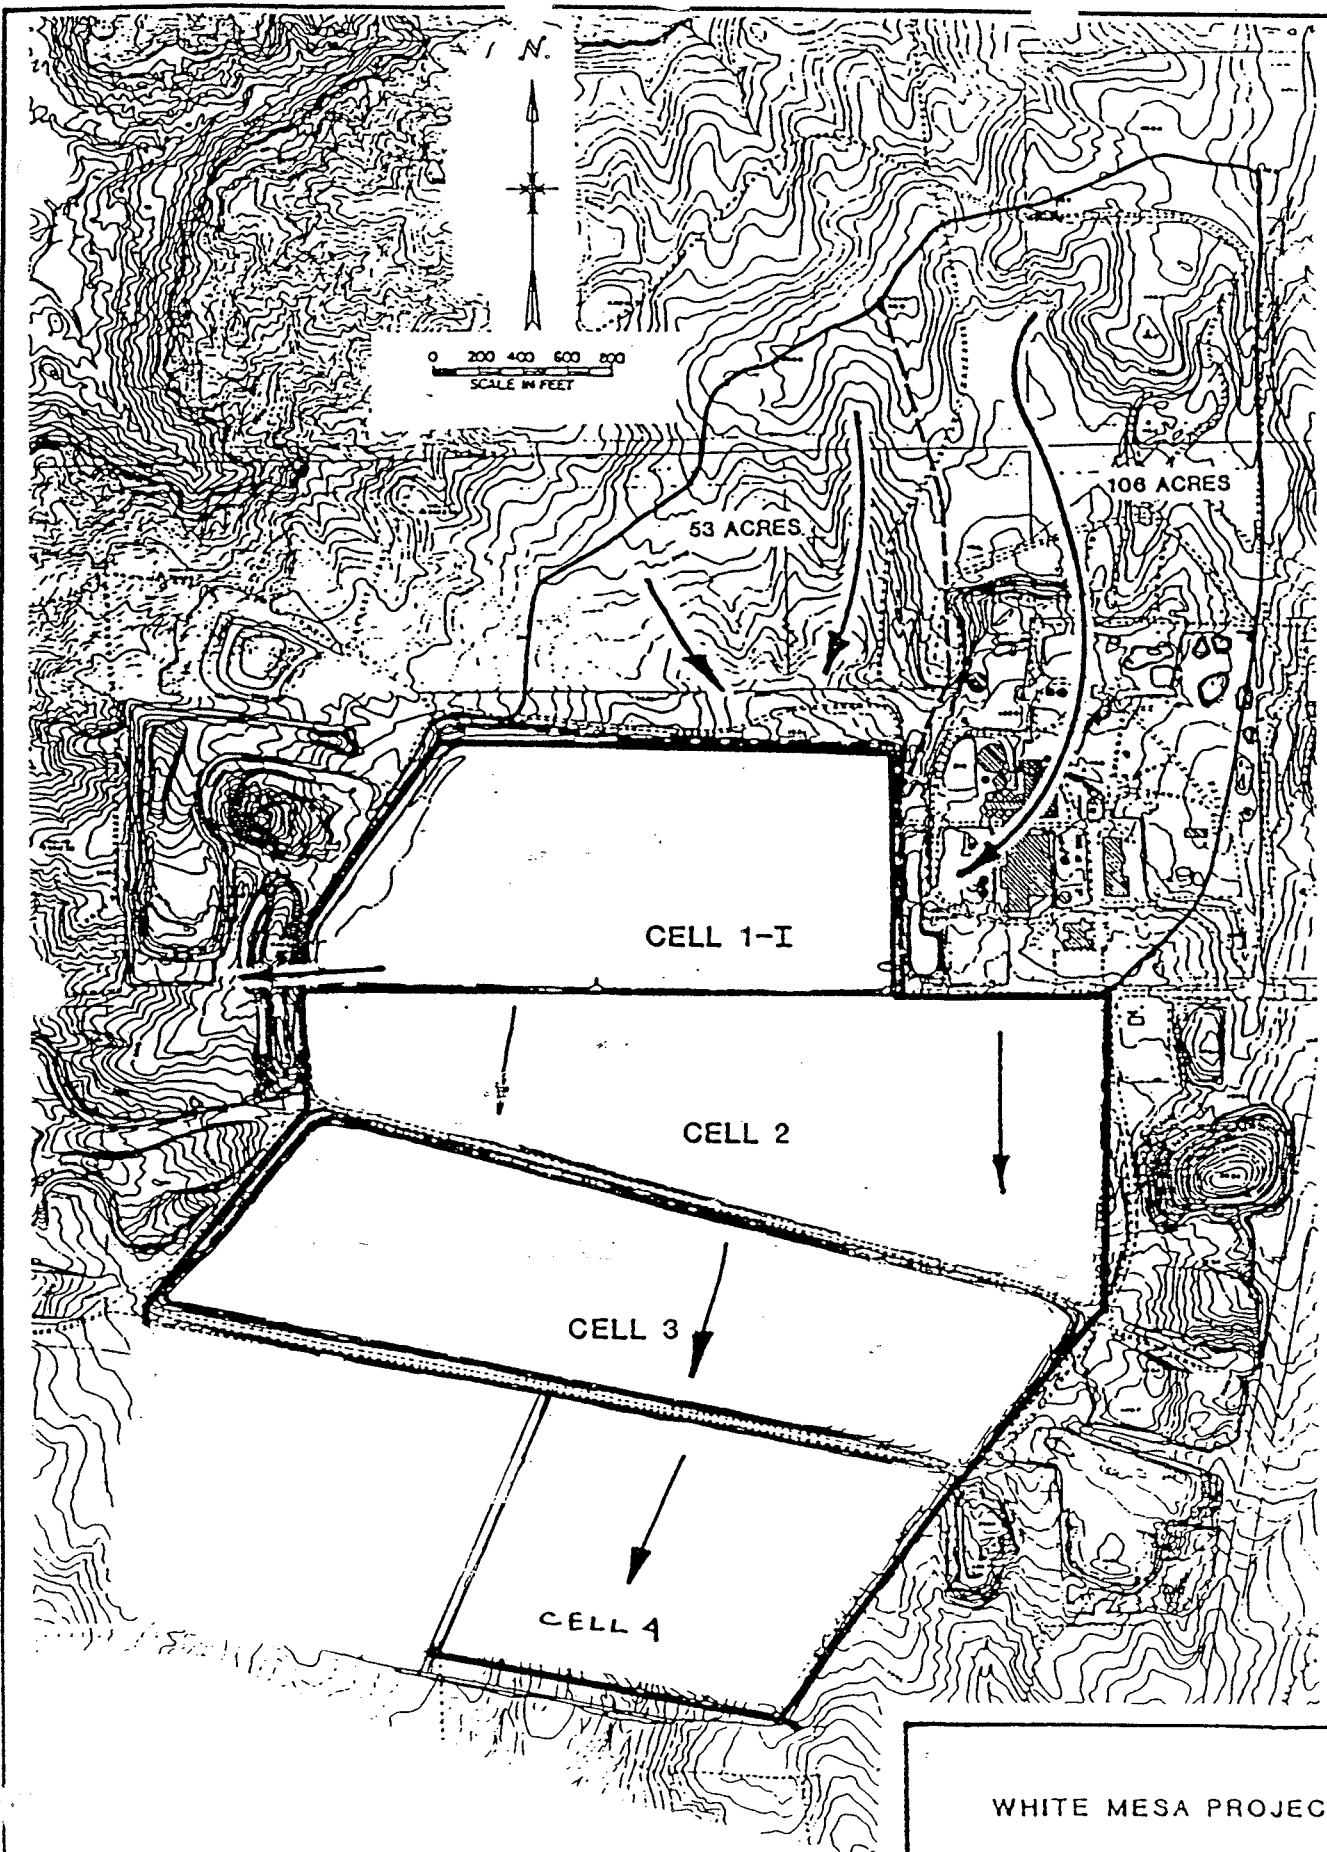 N.
0 200 400 600 800
SCALE IN FEET
106 ACRES
53 ACRES
CELL 1-I
CELL 2
CELL 3
CELL 4
WHITE MESA PROJEC